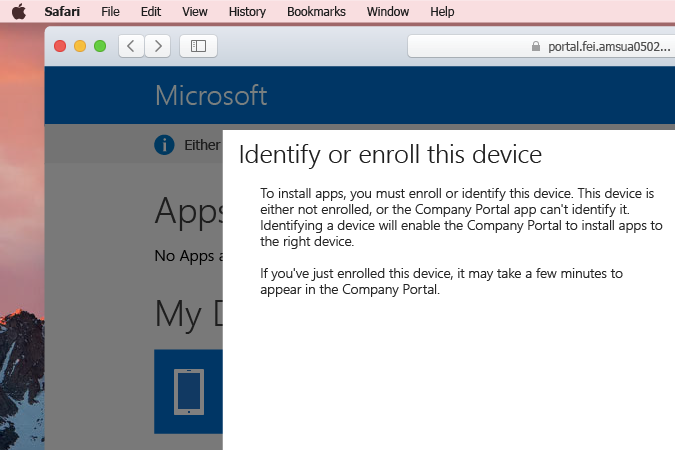 Safari File Edit View History Bookmarks Window Help
portal.fei.amsua0502...
Microsoft
Either
Identify or enroll this device
To install apps, you must enroll or identify this device. This device is
either not enrolled, or the Company Portal app can't identify it.
Identifying a device will enable the Company Portal to install apps to
the right device.
If you've just enrolled this device, it may take a few minutes to
appear in the Company Portal.
Apps
No Apps a
My D